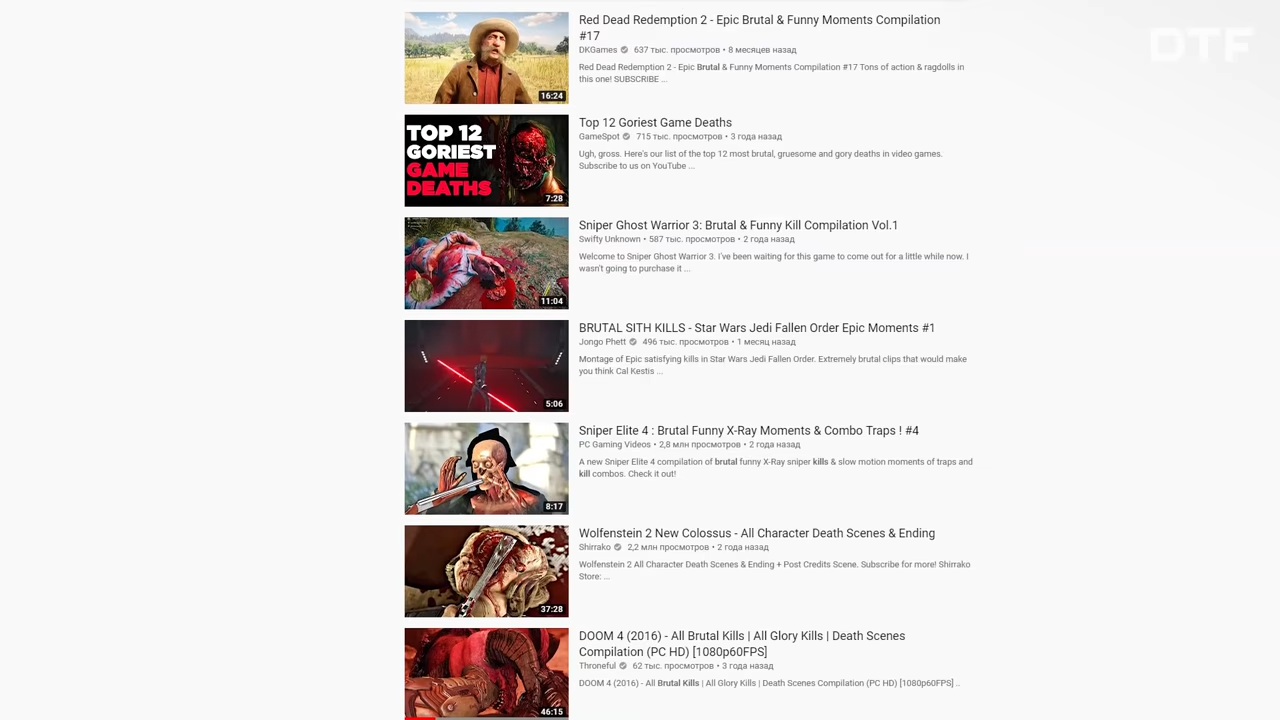 DTF
Red Dead Redemption 2 - Epic Brutal & Funny Moments Compilation
#17
DKGames 637 тыс. просмотров • 8 месяцев назад
Red Dead Redemption 2 - Epic Brutal & Funny Moments Compilation #17 Tons of action & ragdolls in
this one! SUBSCRIBE ...
16:24
TOP 12
GORIEST
GAME
DEATHS
7:28
Top 12 Goriest Game Deaths
GameSpot 715 тыс. просмотров • 3 года назад
Ugh, gross. Here's our list of the top 12 most brutal, gruesome and gory deaths in video games.
Subscribe to us on YouTube ...
Sniper Ghost Warrior 3: Brutal & Funny Kill Compilation Vol.1
Swifty Unknown • 587 тыс. просмотров • 2 года назад
Welcome to Sniper Ghost Warrior 3. I've been waiting for this game to come out for a little while now. I
wasn't going to purchase it ...
11:04
BRUTAL SITH KILLS - Star Wars Jedi Fallen Order Epic Moments #1
Jongo Phett 496 тыс. просмотров • 1 месяц назад
Montage of Epic satisfying kills in Star Wars Jedi Fallen Order. Extremely brutal clips that would make
you think Cal Kestis ...
5:06
Sniper Elite 4 : Brutal Funny X-Ray Moments & Combo Traps ! #4
PC Gaming Videos • 2,8 млн просмотров • 2 года назад
A new Sniper Elite 4 compilation of brutal funny X-Ray sniper kills & slow motion moments of traps and
kill combos. Check it out!
8:17
Wolfenstein 2 New Colossus - All Character Death Scenes & Ending
Shirrako 2,2 млн просмотров • 2 года назад
Wolfenstein 2 All Character Death Scenes & Ending + Post Credits Scene. Subscribe for more! Shirrako
Store: ...
37:28
DOOM 4 (2016) - All Brutal Kills | All Glory Kills | Death Scenes
Compilation (PC HD) [1080p60FPS]
Throneful 62 тыс. просмотров • 3 года назад
DOOM 4 (2016) - All Brutal Kills | All Glory Kills | Death Scenes Compilation (PC HD) [1080p60FPS] ...
46:15